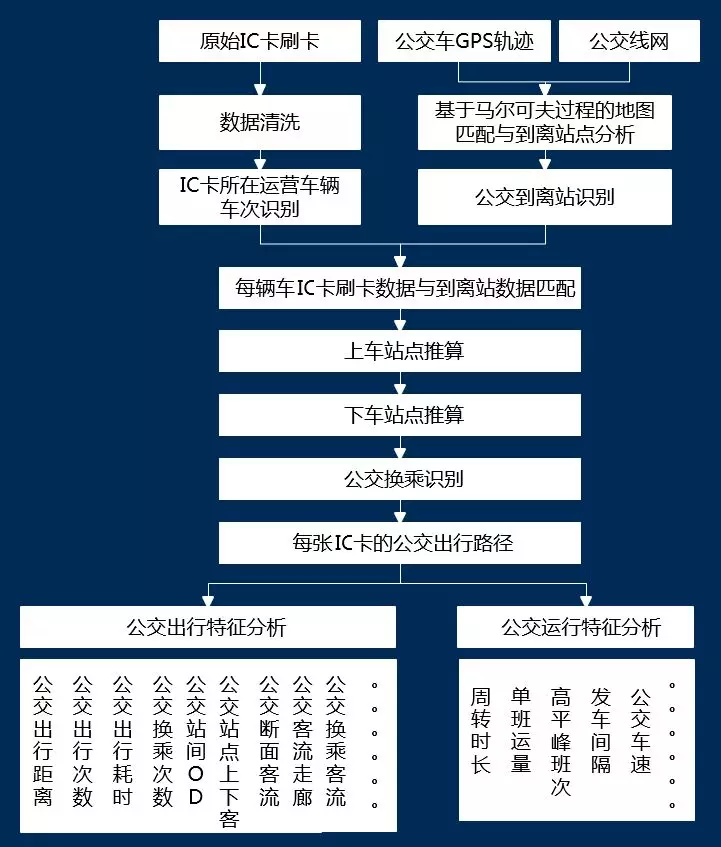 原始IC卡刷卡
公交车GPS轨迹
公交线网
数据清洗
基于马尔可夫过程的地图
匹配与到离站点分析
IC卡所在运营车辆
车次识别
公交到离站识别
每辆车IC卡刷卡数据与到离站数据匹配
上车站点推算
下车站点推算
公交换乘识别
每张IC卡的公交出行路径
公交出行特征分析
公交运行特征分析
公交出行距离
公交出行次数
公交出行耗时
公交换乘次数
公交站间OD
公交站点上下客
公交断面客流
公交客流走廊
公交换乘客流
。。。。。。
周转时长
单班运量
高平峰班次
发车间隔
公交车速
。。。。。。